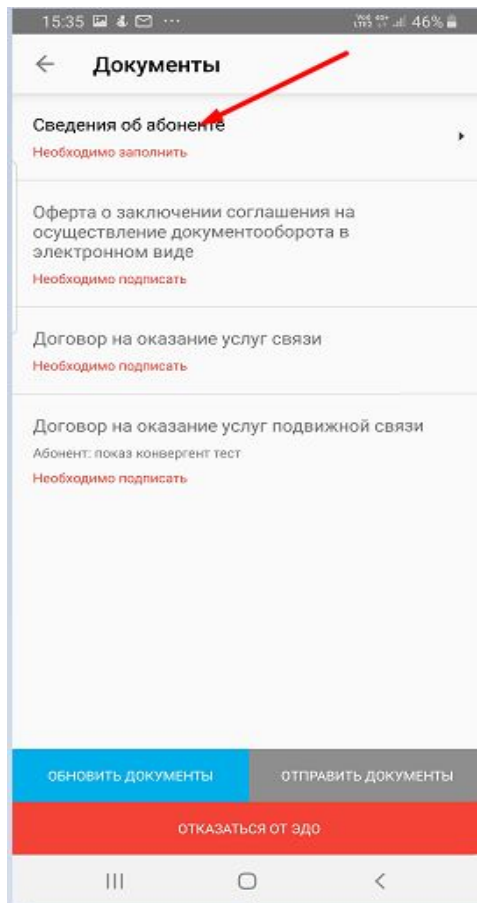 15:35
46%
Документы
Сведения об абоненте
Необходимо заполнить
Оферта о заключении соглашения на
осуществление документооборота в
электронном виде
Необходимо подписать
Договор на оказание услуг связи
Необходимо подписать
Договор на оказание услуг подвижной связи
Абонент: показ конвергент тест
Необходимо подписать
ОБНОВИТЬ ДОКУМЕНТЫ
ОТПРАВИТЬ ДОКУМЕНТЫ
ОТКАЗАТЬСЯ ОТ ЭДО